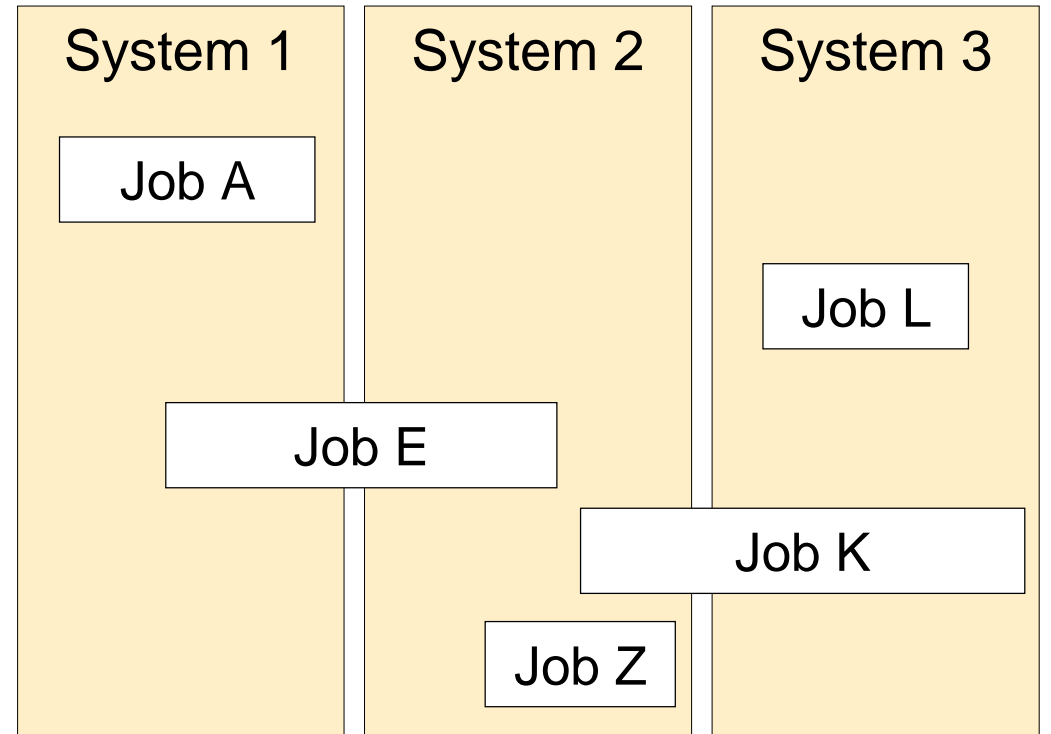 System 1
System 2
System 3
Job A
Job L
Job E
Job K
Job Z